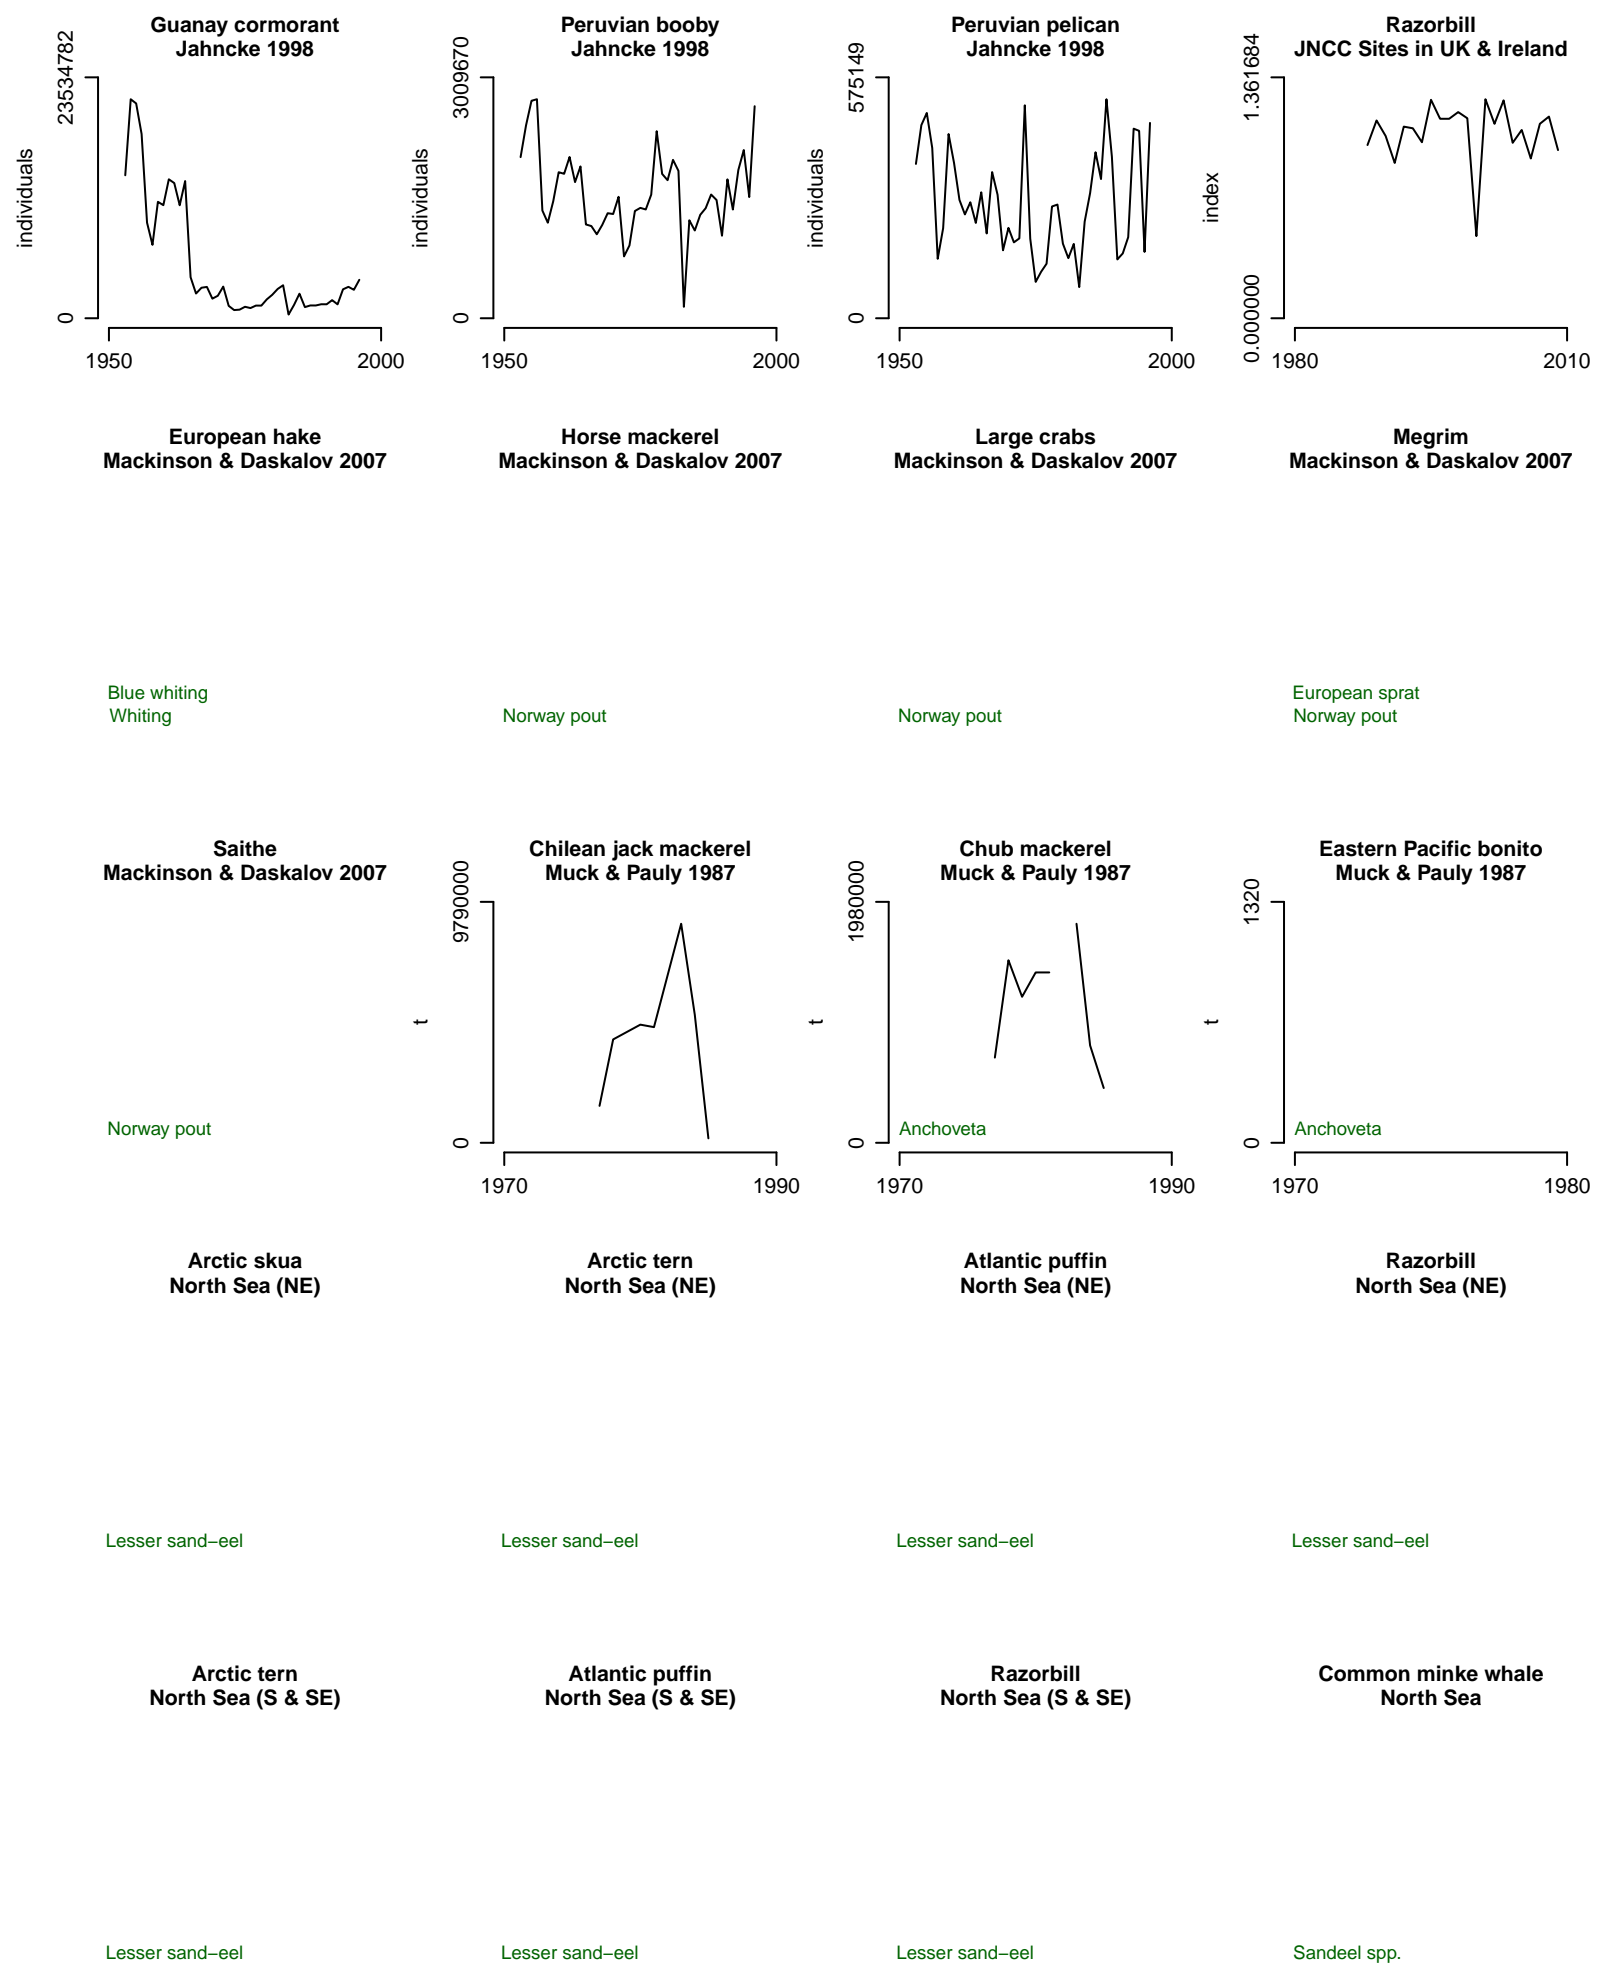 Guanay cormorant
Jahncke 1998
individuals
23534782
0
1950
2000
Peruvian booby
Jahncke 1998
individuals
3009670
0
1950
2000
Peruvian pelican
Jahncke 1998
individuals
575149
0
1950
2000
Razorbill
JNCC Sites in UK & Ireland
index
1.361684
0.000000
1980
2010
European hake
Mackinson & Daskalov 2007
Blue whiting
Whiting
Horse mackerel
Mackinson & Daskalov 2007
Norway pout
Large crabs
Mackinson & Daskalov 2007
Norway pout
Megrim
Mackinson & Daskalov 2007
European sprat
Norway pout
Saithe
Mackinson & Daskalov 2007
Norway pout
Chilean jack mackerel
Muck & Pauly 1987
t
9790000
0
1970
1990
Chub mackerel
Muck & Pauly 1987
t
1980000
0
Anchoveta
1970
1990
Eastern Pacific bonito
Muck & Pauly 1987
t
1320
0
Anchoveta
1970
1980
Arctic skua
North Sea (NE)
Lesser sand−eel
Arctic tern
North Sea (NE)
Lesser sand−eel
Atlantic puffin
North Sea (NE)
Lesser sand−eel
Razorbill
North Sea (NE)
Lesser sand−eel
Arctic tern
North Sea (S & SE)
Lesser sand−eel
Atlantic puffin
North Sea (S & SE)
Lesser sand−eel
Razorbill
North Sea (S & SE)
Lesser sand−eel
Common minke whale
North Sea
Sandeel spp.